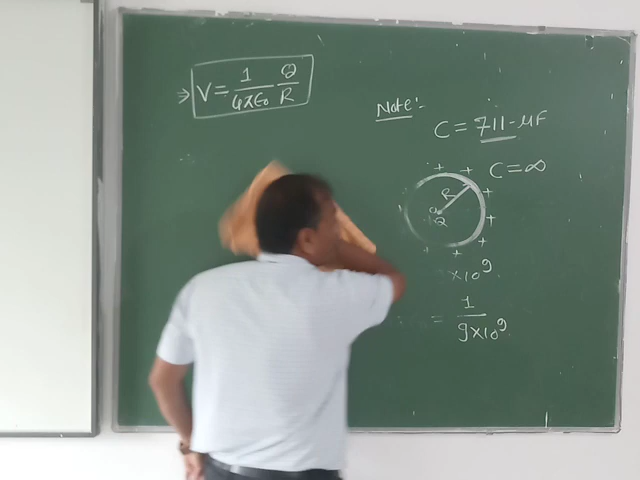 ⇒ V = 1/4πε₀ Q/R
Note:-
C = 711 μF
C = ∞
R
Q
×10⁹
= 1/9×10⁹